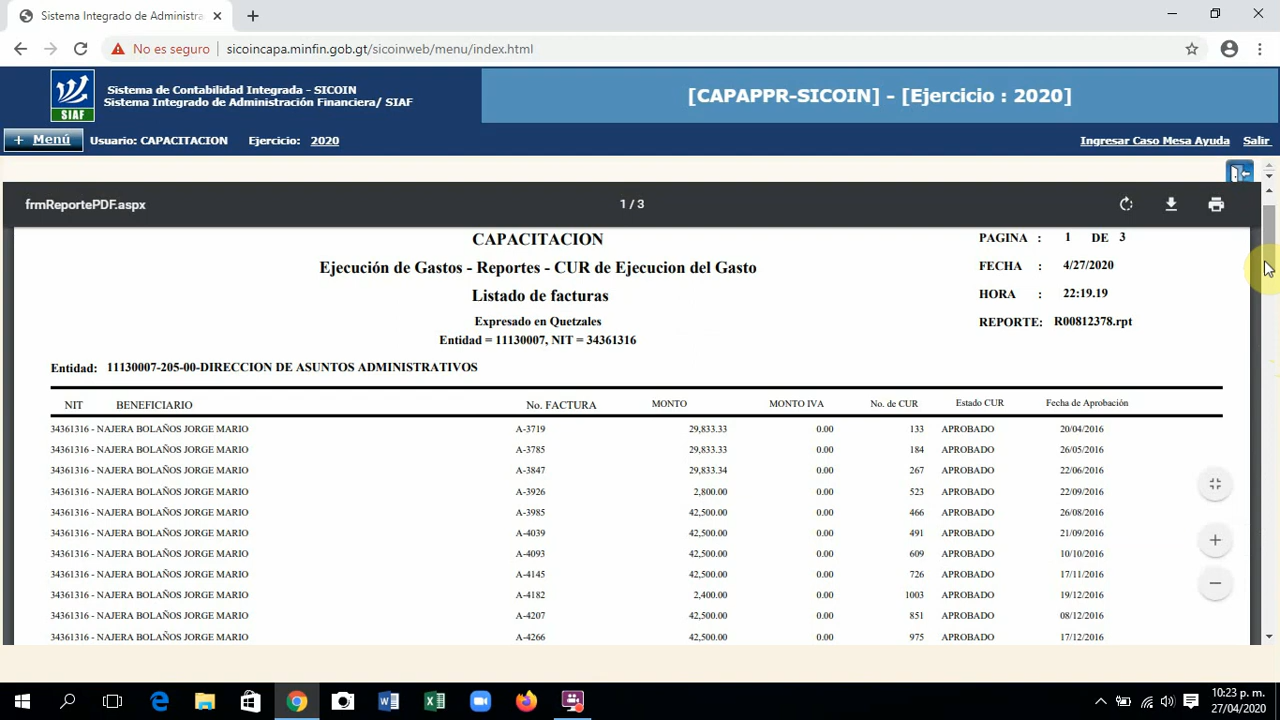 Sistema Integrado de Administra
No es seguro sicoincapa.minfin.gob.gt/sicoinweb/menu/index.html
SIAF
Sistema de Contabilidad Integrada - SICOIN
Sistema Integrado de Administración Financiera/ SIAF
[CAPAPPR-SICOIN] - [Ejercicio : 2020]
+ Menú Usuario: CAPACITACION Ejercicio: 2020 Ingresar Caso Mesa Ayuda Salir
frmReportePDF.aspx 1 / 3
CAPACITACION PAGINA : 1 DE 3
Ejecución de Gastos - Reportes - CUR de Ejecucion del Gasto FECHA : 4/27/2020
Listado de facturas HORA : 22:19.19
Expresado en Quetzales REPORTE: R00812378.rpt
Entidad = 11130007, NIT = 34361316
Entidad: 11130007-205-00-DIRECCION DE ASUNTOS ADMINISTRATIVOS
NIT BENEFICIARIO No. FACTURA MONTO MONTO IVA No. de CUR Estado CUR Fecha de Aprobación
34361316 - NAJERA BOLAÑOS JORGE MARIO A-3719 29,833.33 0.00 133 APROBADO 20/04/2016
34361316 - NAJERA BOLAÑOS JORGE MARIO A-3785 29,833.33 0.00 184 APROBADO 26/05/2016
34361316 - NAJERA BOLAÑOS JORGE MARIO A-3847 29,833.34 0.00 267 APROBADO 22/06/2016
34361316 - NAJERA BOLAÑOS JORGE MARIO A-3926 2,800.00 0.00 523 APROBADO 22/09/2016
34361316 - NAJERA BOLAÑOS JORGE MARIO A-3985 42,500.00 0.00 466 APROBADO 26/08/2016
34361316 - NAJERA BOLAÑOS JORGE MARIO A-4039 42,500.00 0.00 491 APROBADO 21/09/2016
34361316 - NAJERA BOLAÑOS JORGE MARIO A-4093 42,500.00 0.00 609 APROBADO 10/10/2016
34361316 - NAJERA BOLAÑOS JORGE MARIO A-4145 42,500.00 0.00 726 APROBADO 17/11/2016
34361316 - NAJERA BOLAÑOS JORGE MARIO A-4182 2,400.00 0.00 1003 APROBADO 19/12/2016
34361316 - NAJERA BOLAÑOS JORGE MARIO A-4207 42,500.00 0.00 851 APROBADO 08/12/2016
34361316 - NAJERA BOLAÑOS JORGE MARIO A-4266 42,500.00 0.00 975 APROBADO 17/12/2016
10:23 p. m.
27/04/2020